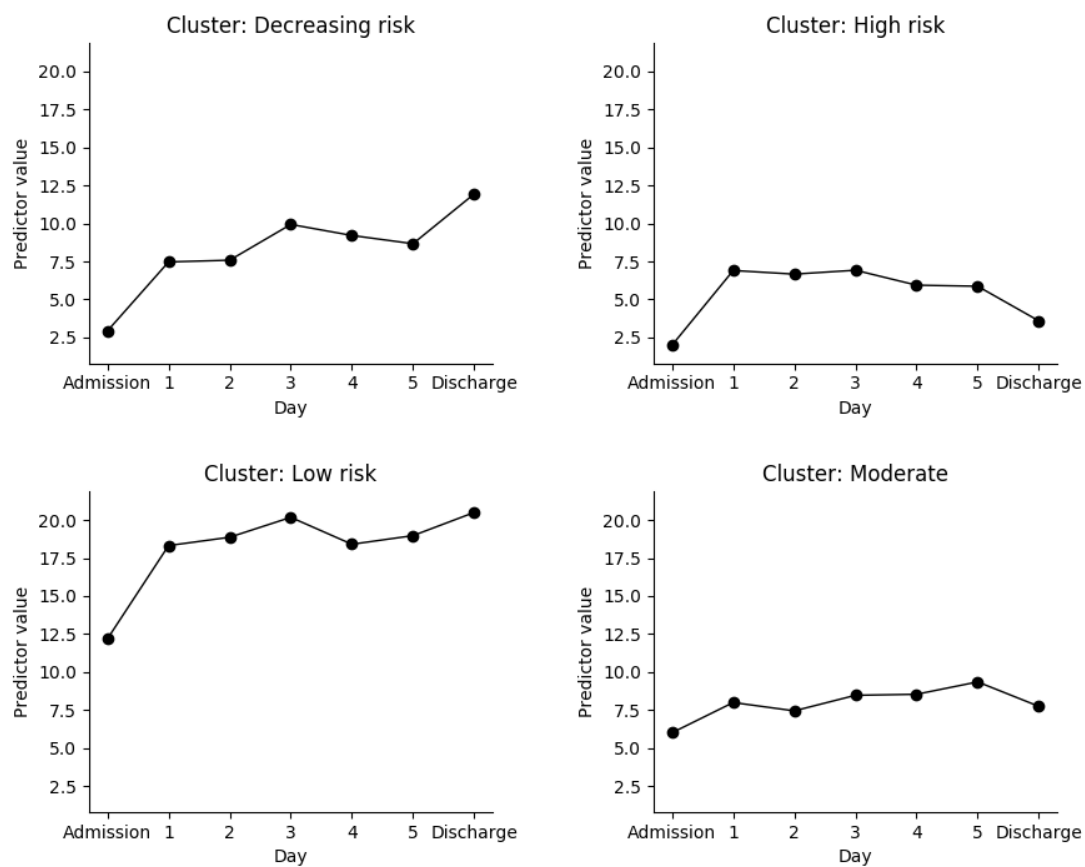 Cluster: Decreasing risk
20.0
17.5
15.0
12.5
10.0
7.5
5.0
2.5
Predictor value
Admission 1 2 3 4 5 Discharge
Day
Cluster: High risk
20.0
17.5
15.0
12.5
10.0
7.5
5.0
2.5
Predictor value
Admission 1 2 3 4 5 Discharge
Day
Cluster: Low risk
20.0
17.5
15.0
12.5
10.0
7.5
5.0
2.5
Predictor value
Admission 1 2 3 4 5 Discharge
Day
Cluster: Moderate
20.0
17.5
15.0
12.5
10.0
7.5
5.0
2.5
Predictor value
Admission 1 2 3 4 5 Discharge
Day